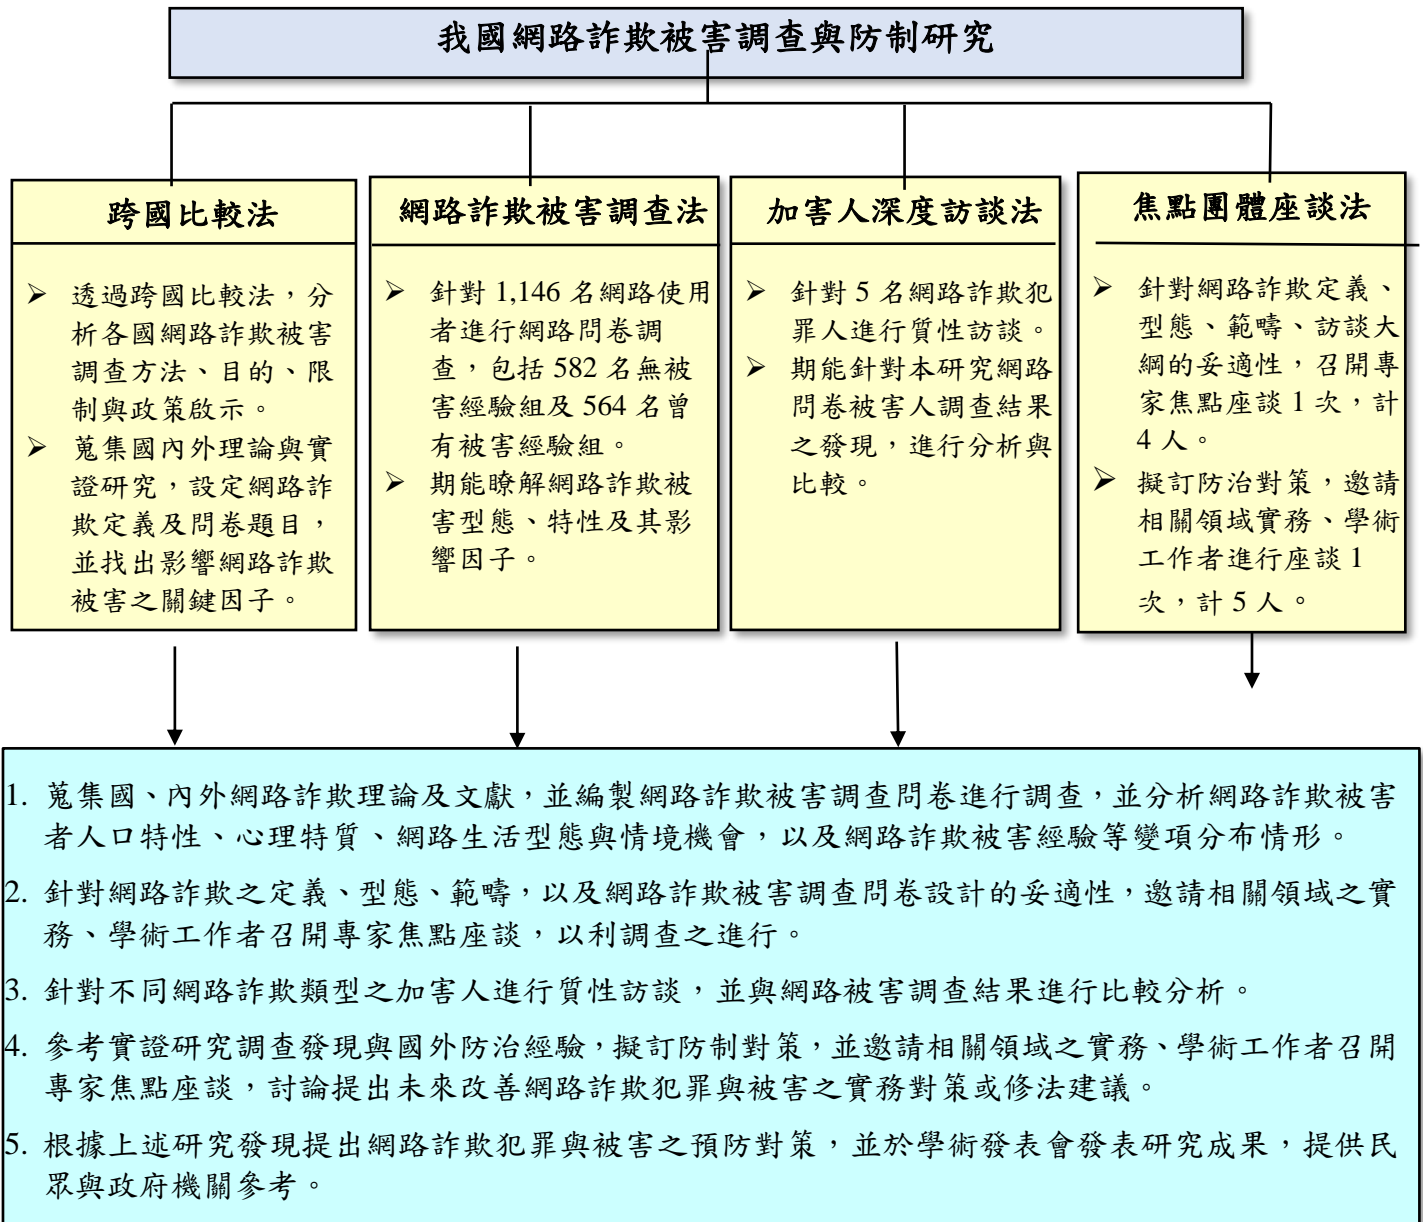 我國網路詐欺被害調查與防制研究
跨國比較法
➢ 透過跨國比較法，分
析各國網路詐欺被害
調查方法、目的、限
制與政策啟示。
➢ 蒐集國內外理論與實
證研究，設定網路詐
欺定義及問卷題目，
並找出影響網路詐欺
被害之關鍵因子。
網路詐欺被害調查法
➢ 針對 1,146 名網路使用
者進行網路問卷調
查，包括 582 名無被
害經驗組及 564 名曾
有被害經驗組。
➢ 期能瞭解網路詐欺被
害型態、特性及其影
響因子。
加害人深度訪談法
➢ 針對 5 名網路詐欺犯
罪人進行質性訪談。
➢ 期能針對本研究網路
問卷被害人調查結果
之發現，進行分析與
比較。
焦點團體座談法
➢ 針對網路詐欺定義、
型態、範疇、訪談大
綱的妥適性，召開專
家焦點座談 1 次，計
4 人。
➢ 擬訂防治對策，邀請
相關領域實務、學術
工作者進行座談 1
次，計 5 人。
1. 蒐集國、內外網路詐欺理論及文獻，並編製網路詐欺被害調查問卷進行調查，並分析網路詐欺被害
者人口特性、心理特質、網路生活型態與情境機會，以及網路詐欺被害經驗等變項分布情形。
2. 針對網路詐欺之定義、型態、範疇，以及網路詐欺被害調查問卷設計的妥適性，邀請相關領域之實
務、學術工作者召開專家焦點座談，以利調查之進行。
3. 針對不同網路詐欺類型之加害人進行質性訪談，並與網路被害調查結果進行比較分析。
4. 參考實證研究調查發現與國外防治經驗，擬訂防制對策，並邀請相關領域之實務、學術工作者召開
專家焦點座談，討論提出未來改善網路詐欺犯罪與被害之實務對策或修法建議。
5. 根據上述研究發現提出網路詐欺犯罪與被害之預防對策，並於學術發表會發表研究成果，提供民
眾與政府機關參考。